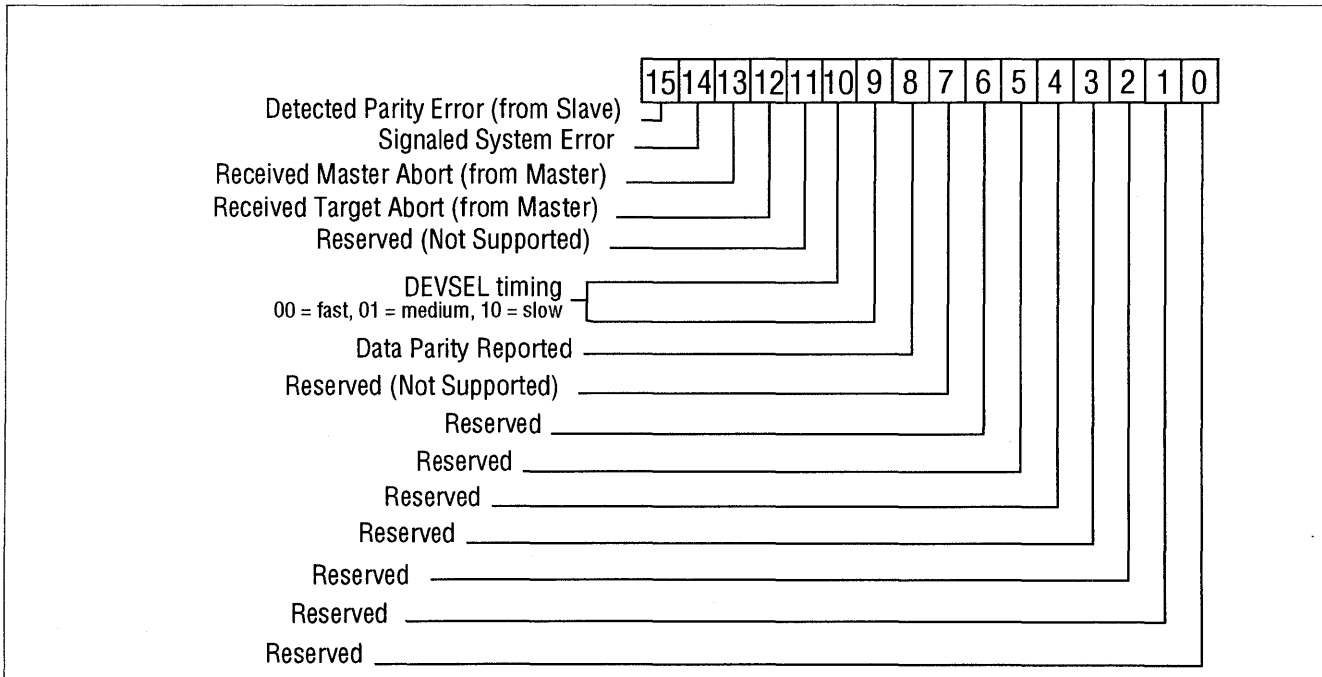 15 14 13 12 11 10 9 8 7 6 5 4 3 2 1 0
Detected Parity Error (from Slave)
Signaled System Error
Received Master Abort (from Master)
Received Target Abort (from Master)
Reserved (Not Supported)
DEVSEL timing
00 = fast, 01 = medium, 10 = slow
Data Parity Reported
Reserved (Not Supported)
Reserved
Reserved
Reserved
Reserved
Reserved
Reserved
Reserved